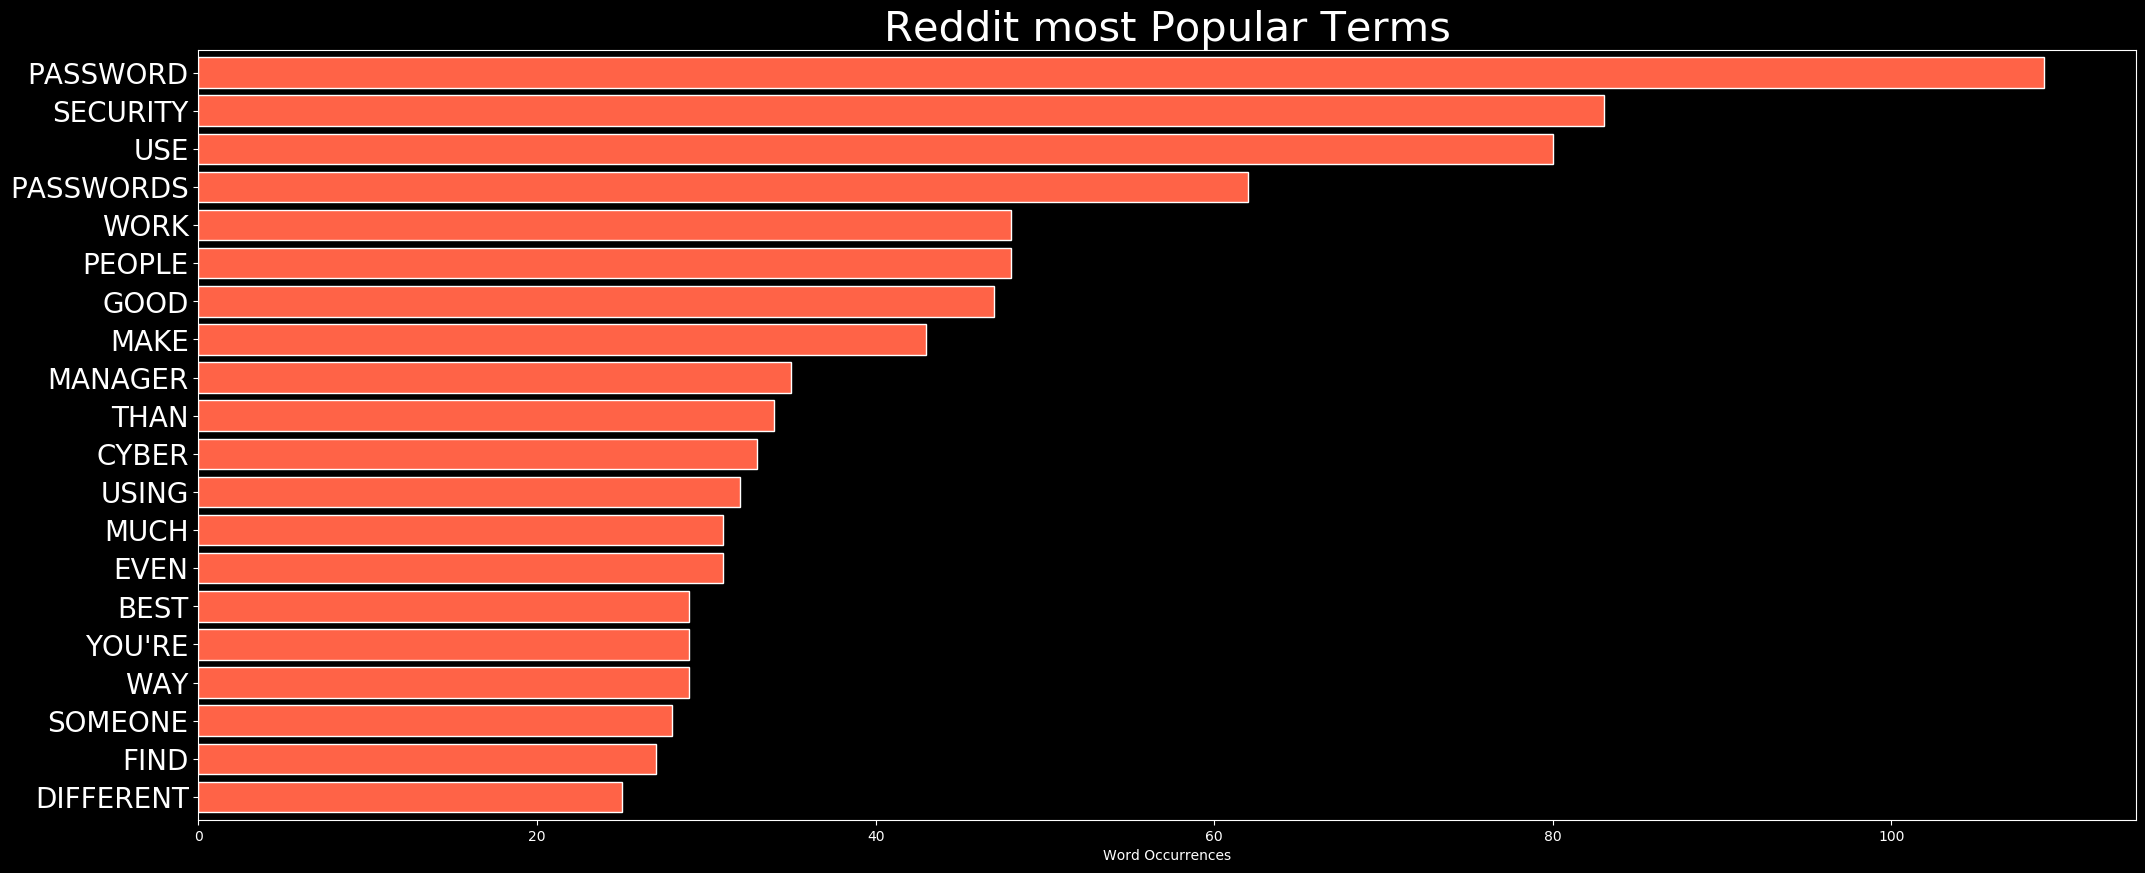 Reddit most Popular Terms
PASSWORD
SECURITY
USE
PASSWORDS
WORK
PEOPLE
GOOD
MAKE
MANAGER
THAN
CYBER
USING
MUCH
EVEN
BEST
YOU'RE
WAY
SOMEONE
FIND
DIFFERENT
0 20 40 60 80 100
Word Occurrences